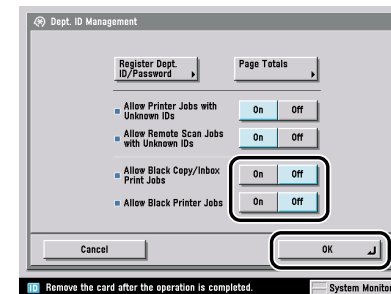 Dept. ID Management
Register Dept.
ID/Password
Page Totals
Allow Printer Jobs with
Unknown IDs
On Off
Allow Remote Scan Jobs
with Unknown IDs
On Off
Allow Black Copy/Inbox
Print Jobs
On Off
Allow Black Printer Jobs
On Off
Cancel
OK
ID Remove the card after the operation is completed.
System Monitor